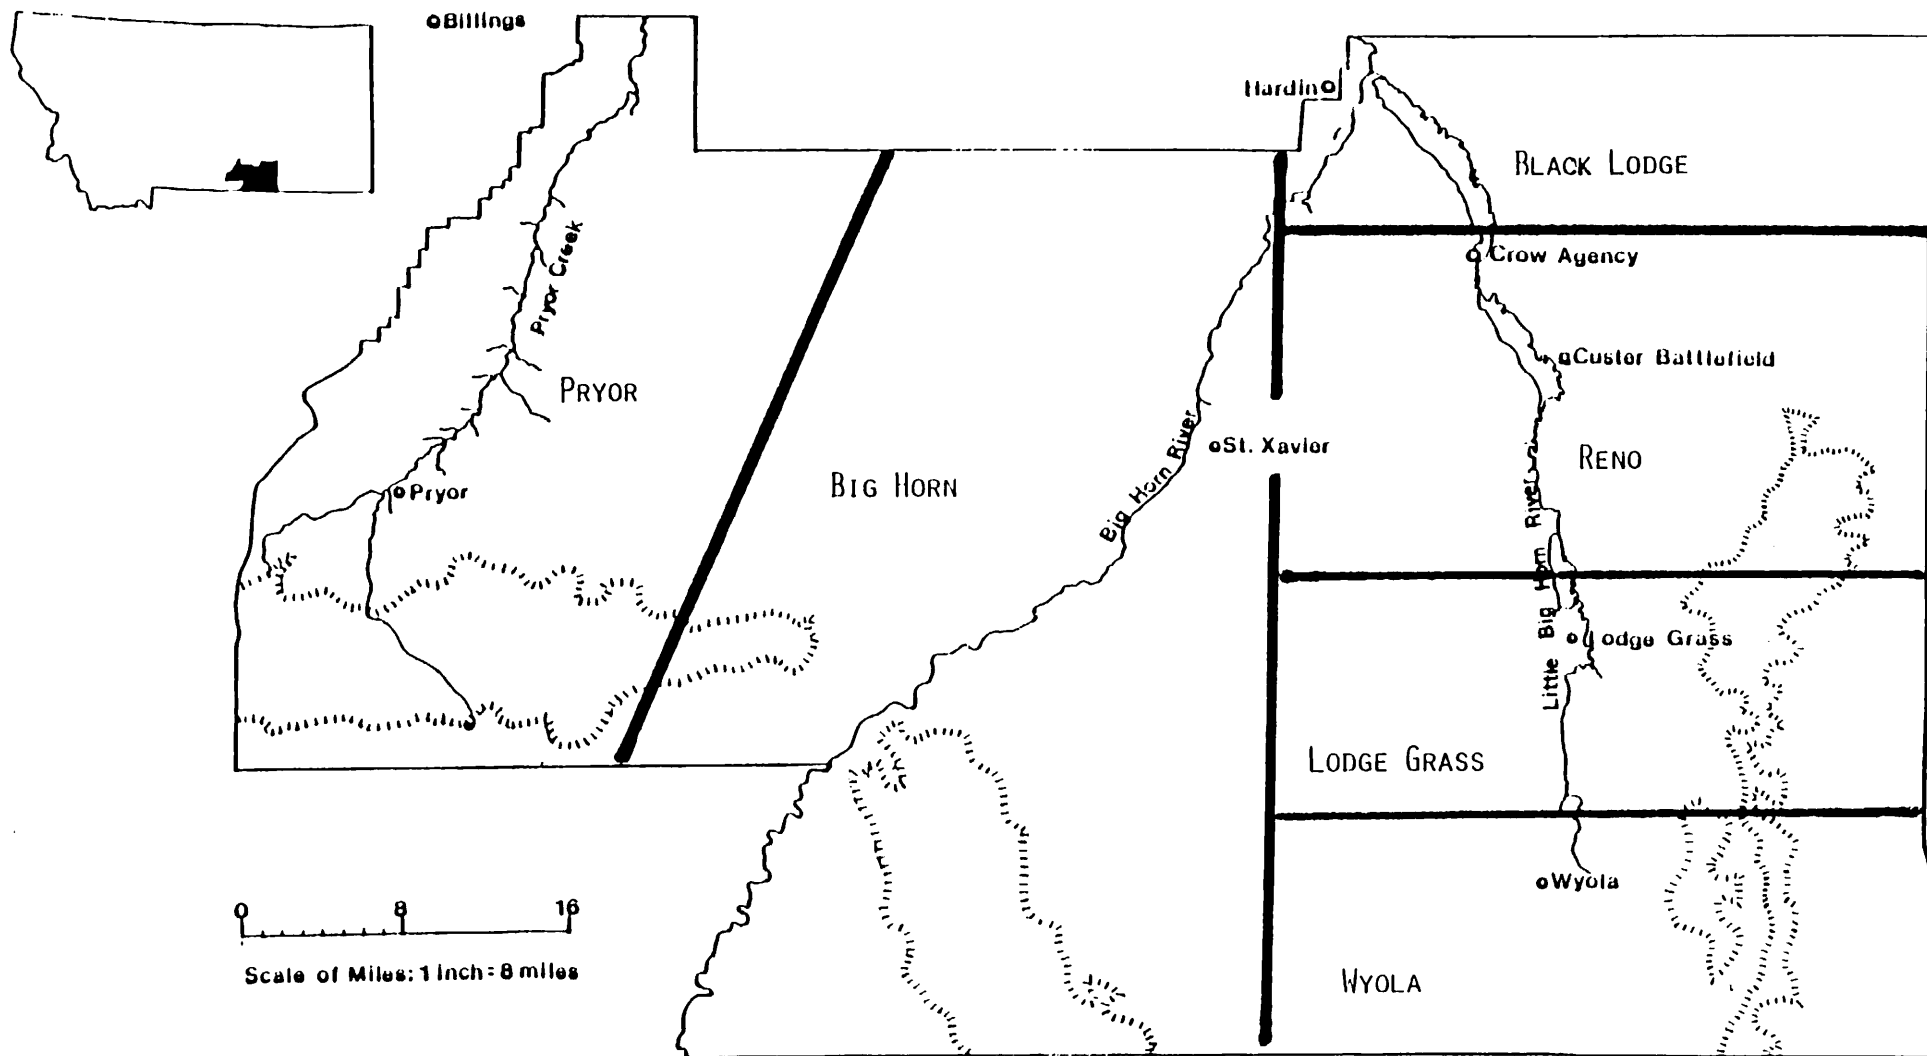 Billings
Hardin
BLACK LODGE
Crow Agency
Pryor Creek
Custer Battlefield
PRYOR
St. Xavier
RENO
Big Horn River
BIG HORN
Pryor
Little Big Horn River
odge Grass
LODGE GRASS
Wyola
0 8 16
Scale of Miles: 1 inch = 8 miles
WYOLA